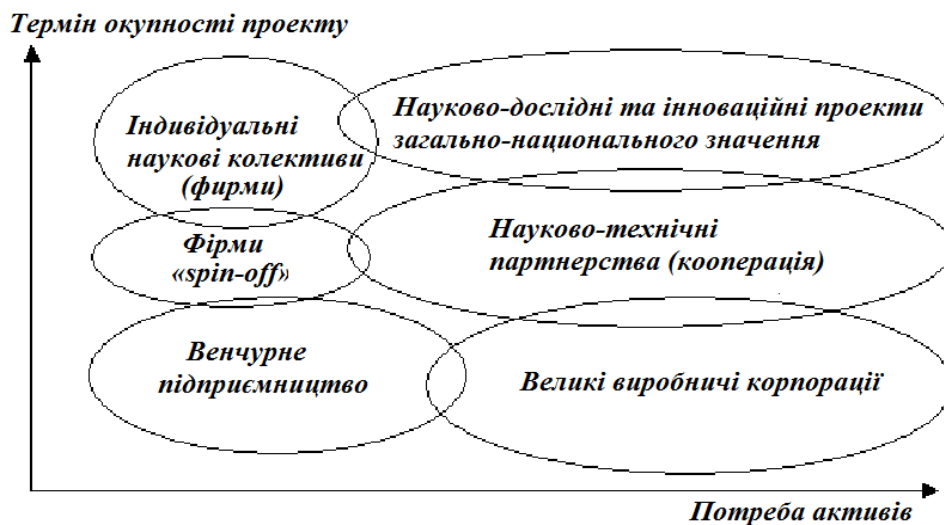 Термін окупності проекту
Індивідуальні
наукові колективи
(фирми)
Науково-дослідні та інноваційні проекти
загально-национального значення
Фірми
«spin-off»
Науково-технічні
партнерства (кооперація)
Венчурне
підприємництво
Великі виробничі корпорації
Потреба активів